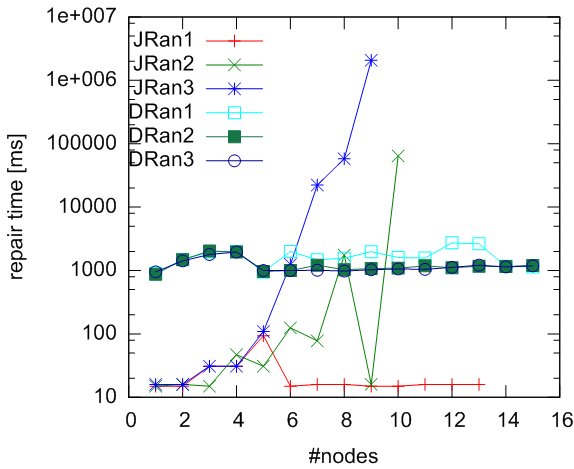 1e+007
1e+006
100000
10000
1000
100
10
repair time [ms]
JRan1
JRan2
JRan3
DRan1
DRan2
DRan3
0 2 4 6 8 10 12 14 16
#nodes